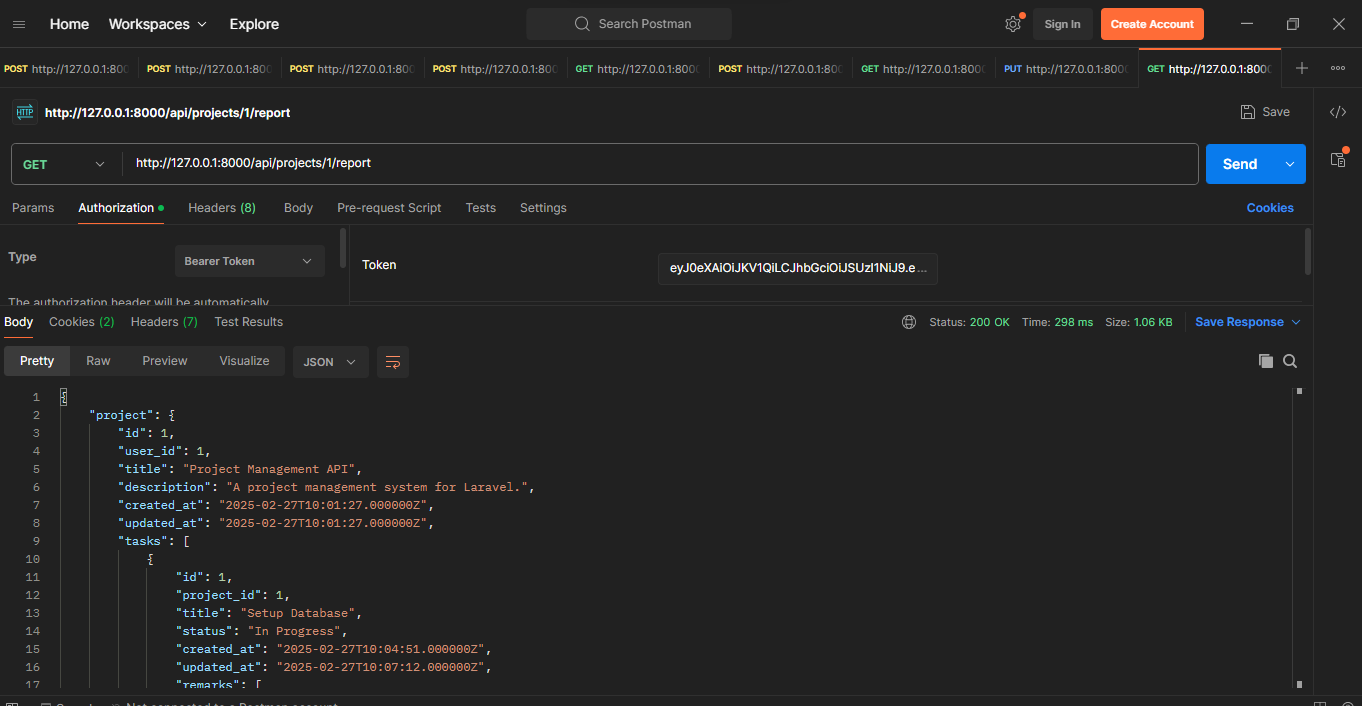 Home Workspaces Explore Search Postman Sign In Create Account
POST http://127.0.0.1:800 POST http://127.0.0.1:800 POST http://127.0.0.1:800 POST http://127.0.0.1:800 GET http://127.0.0.1:800 POST http://127.0.0.1:800 GET http://127.0.0.1:800 PUT http://127.0.0.1:800 GET http://127.0.0.1:800
HTTP http://127.0.0.1:8000/api/projects/1/report Save
GET http://127.0.0.1:8000/api/projects/1/report Send
Params Authorization Headers (8) Body Pre-request Script Tests Settings Cookies
Type Bearer Token Token eyJ0eXAiOiJKV1QiLCJhbGciOiJSUzI1NiJ9.e...
The authorization header will be automatically
Body Cookies (2) Headers (7) Test Results Status: 200 OK Time: 298 ms Size: 1.06 KB Save Response
Pretty Raw Preview Visualize JSON
1 {
2 "project": {
3 "id": 1,
4 "user_id": 1,
5 "title": "Project Management API",
6 "description": "A project management system for Laravel.",
7 "created_at": "2025-02-27T10:01:27.000000Z",
8 "updated_at": "2025-02-27T10:01:27.000000Z",
9 "tasks": [
10 {
11 "id": 1,
12 "project_id": 1,
13 "title": "Setup Database",
14 "status": "In Progress",
15 "created_at": "2025-02-27T10:04:51.000000Z",
16 "updated_at": "2025-02-27T10:07:12.000000Z",
17 "remarks": [
Not connected to a Postman account